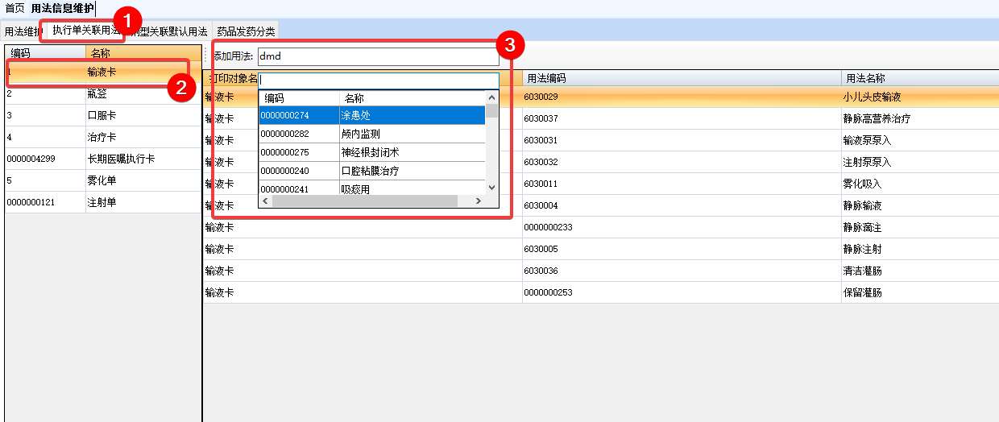 首页 用法信息维护
用法维护 执行单关联用法 剂型关联默认用法 药品发药分类
1
编码 名称
1 输液卡
2 瓶签
3 口服卡
4 治疗卡
0000004299 长期医嘱执行卡
5 雾化单
0000000121 注射单
2
添加用法: dmd
3
打印对象名 用法编码 用法名称
编码 名称
0000000274 涂患处
0000000282 颅内监测
0000000275 神经根封闭术
0000000240 口腔粘膜治疗
0000000241 吸痰用
输液卡 6030029 小儿头皮输液
输液卡 6030037 静脉高营养治疗
输液卡 6030031 输液泵泵入
输液卡 6030032 注射泵泵入
输液卡 6030011 雾化吸入
输液卡 6030004 静脉输液
输液卡 0000000233 静脉滴注
输液卡 6030005 静脉注射
输液卡 6030036 清洁灌肠
输液卡 0000000253 保留灌肠